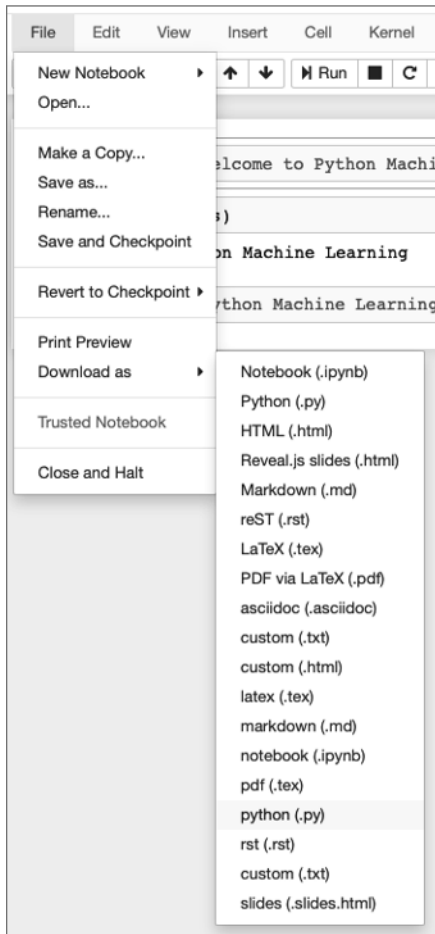 File Edit View Insert Cell Kernel
New Notebook
Run
Open...
Make a Copy...
to Python
Save as...
Rename...
s)
Save and Checkpoint
Machine Learning
Revert to Checkpoint
Machine Learning
Print Preview
Download as
Trusted Notebook
Close and Halt
Notebook (.ipynb)
Python (.py)
HTML (.html)
Reveal.js slides (.html)
Markdown (.md)
reST (.rst)
LaTeX (.tex)
PDF via LaTeX (.pdf)
asciidoc (.asciidoc)
custom (.txt)
custom (.html)
latex (.tex)
markdown (.md)
notebook (.ipynb)
pdf (.tex)
python (.py)
rst (.rst)
custom (.txt)
slides (.slides.html)